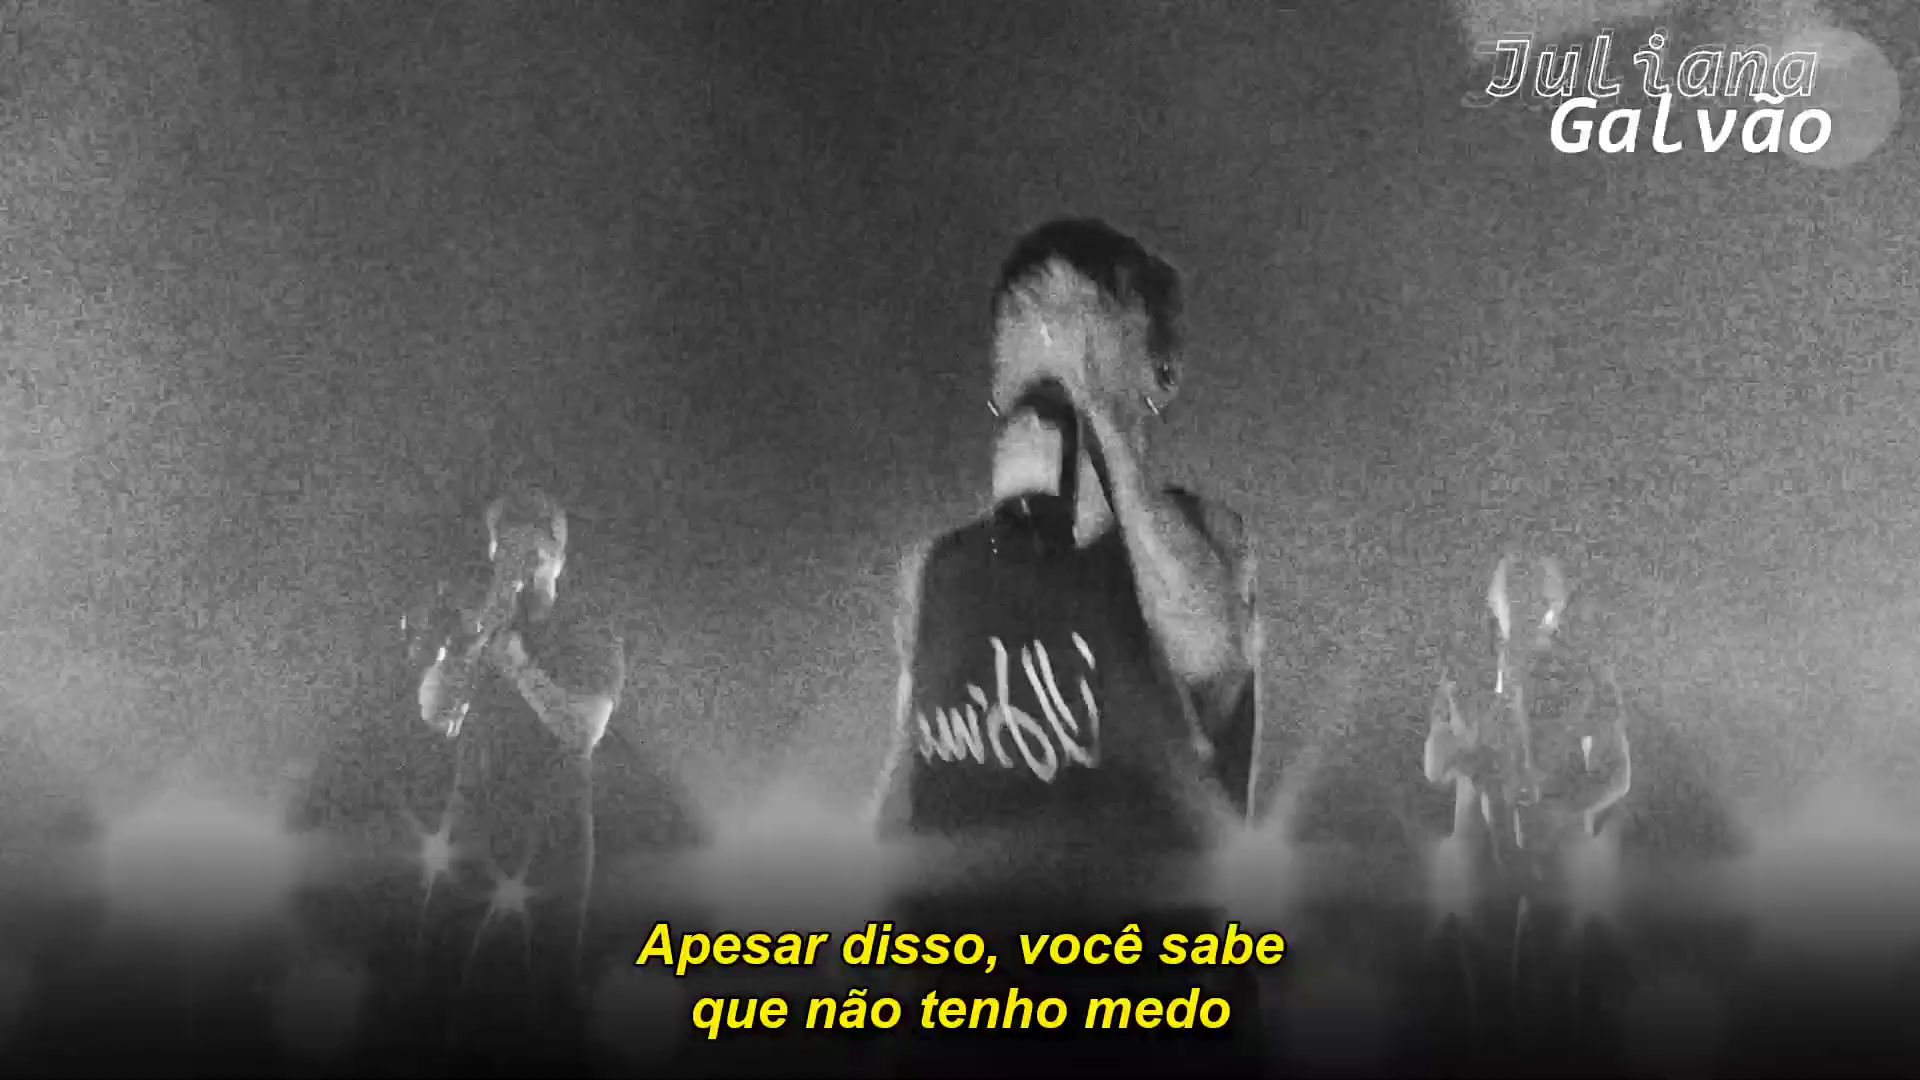 Juliana
Galvão
Apesar disso, você sabe
que não tenho medo